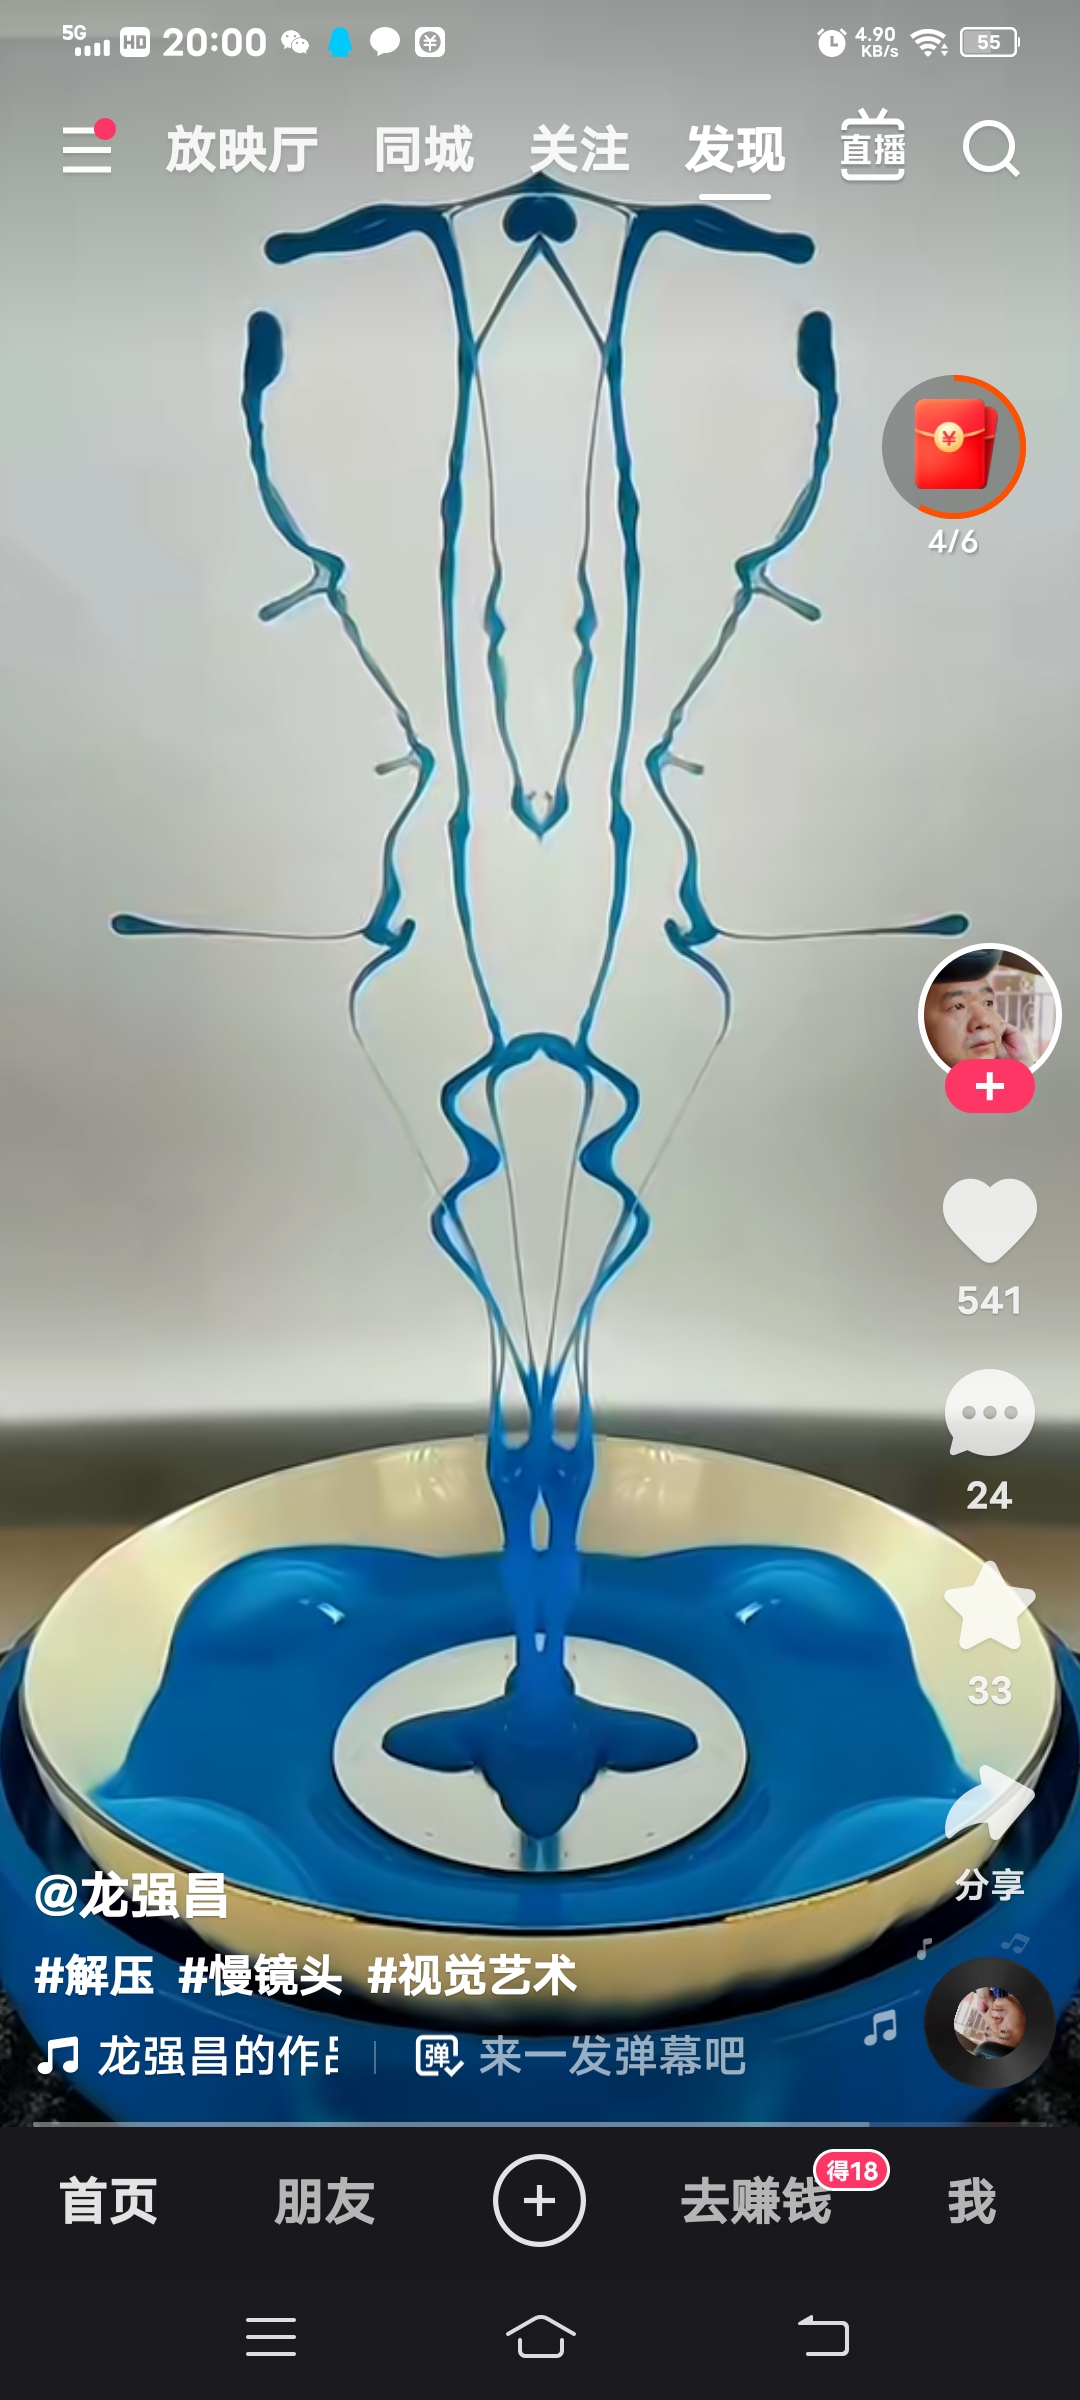 5G HD 20:00 4.90 KB/s 55
放映厅 同城 关注 发现 直播
4/6
541
24
33
分享
@龙强昌
#解压 #慢镜头 #视觉艺术
龙强昌的作 弹 来一发弹幕吧
首页 朋友 去赚钱 得18 我